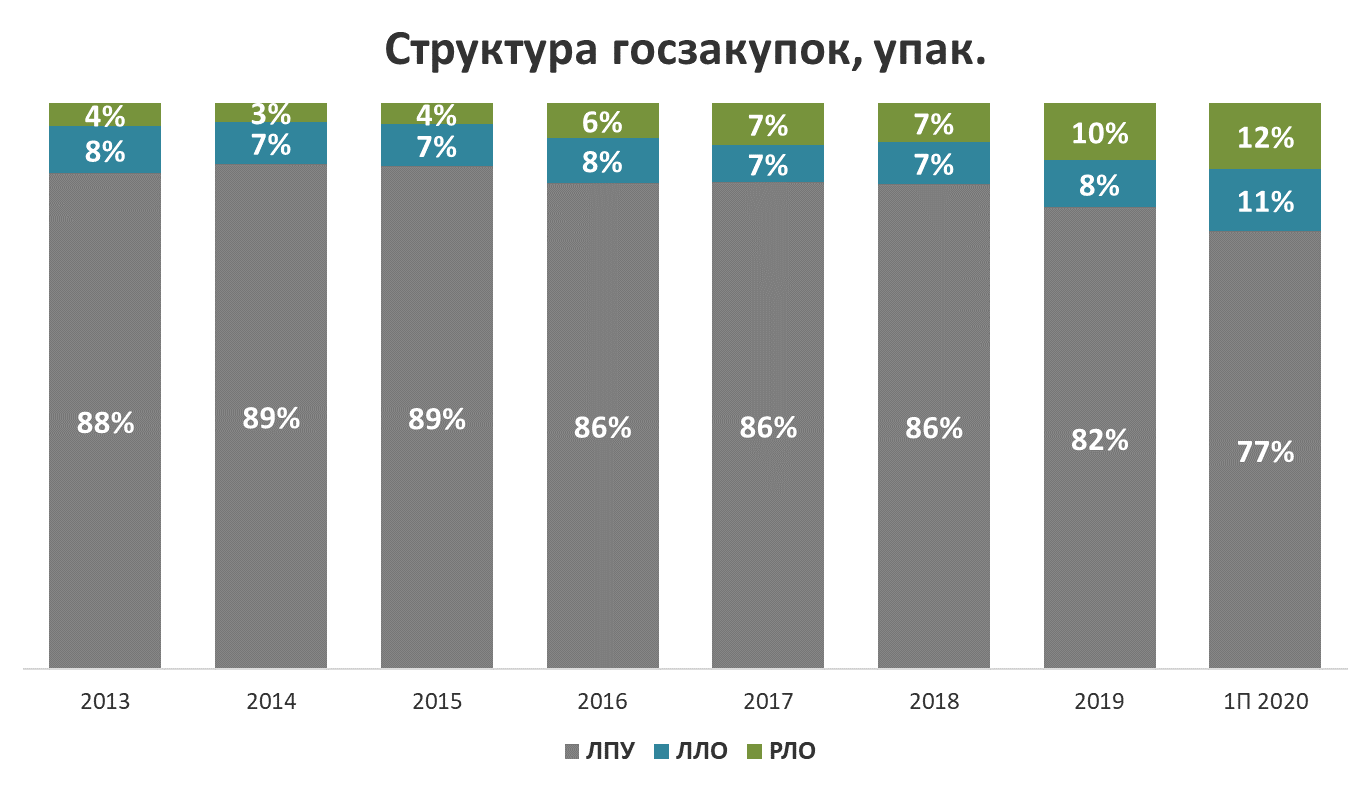 Структура госзакупок, упак.
4% 3% 4% 6% 7% 7% 10% 12%
8% 7% 7% 8% 7% 7% 8% 11%
88% 89% 89% 86% 86% 86% 82% 77%
2013 2014 2015 2016 2017 2018 2019 1П 2020
ЛПУ ЛЛО РЛО